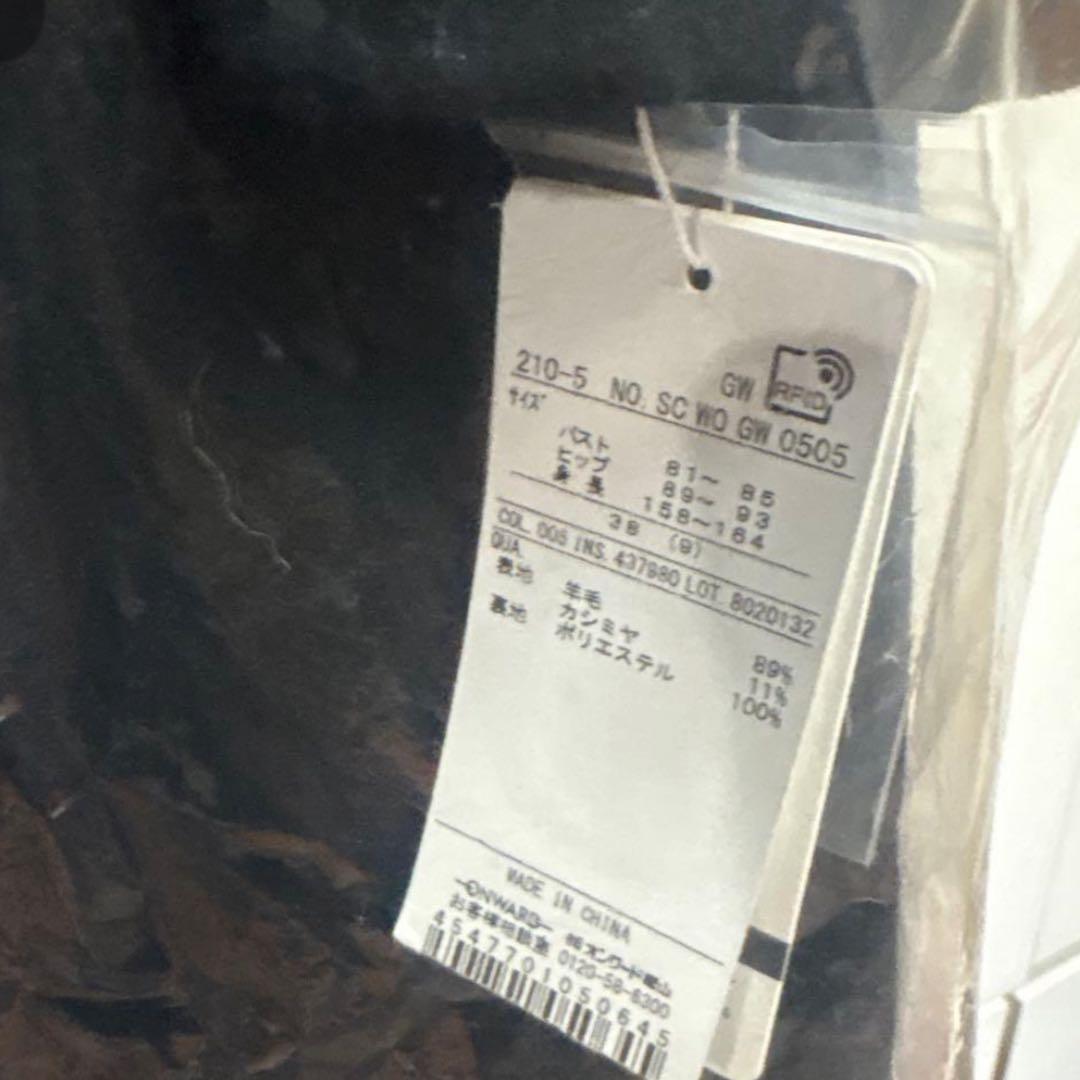 GW RFID
210-5 NO. SC WO GW 0505
サイズ
バスト 81～ 85
ヒップ 89～ 93
身長 158～164
38 (9)
COL. 005 INS. 437980 LOT. 8020132
QUA.
表地 羊毛 89%
カシミヤ 11%
裏地 ポリエステル 100%
MADE IN CHINA
ONWARD ㈱オンワード樫山
お客様相談室 0120-58-6300
4547701050645